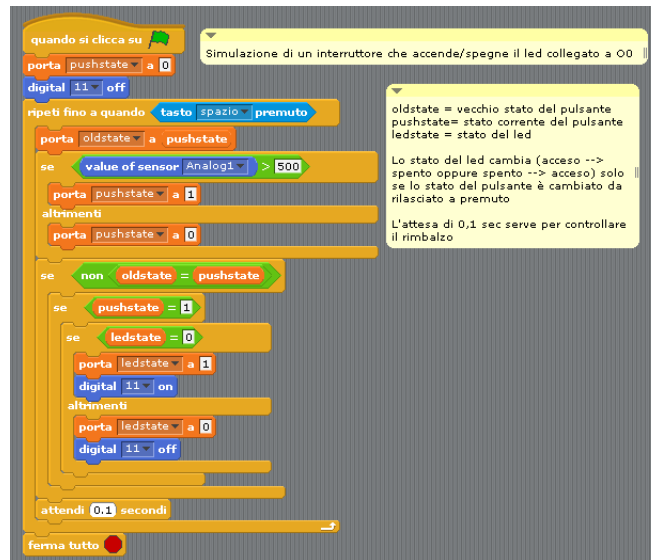 quando si clicca su
porta pushstate a 0
digital 11 off
ripeti fino a quando tasto spazio premuto
porta oldstate a pushstate
se value of sensor Analog1 > 500
porta pushstate a 1
altrimenti
porta pushstate a 0
se non oldstate = pushstate
se pushstate = 1
se ledstate = 0
porta ledstate a 1
digital 11 on
altrimenti
porta ledstate a 0
digital 11 off
attendi 0.1 secondi
ferma tutto
Simulazione di un interruttore che accende/spegne il led collegato a O0
oldstate = vecchio stato del pulsante
pushstate= stato corrente del pulsante
ledstate = stato del led
Lo stato del led cambia (acceso -->
spento oppure spento --> acceso) solo
se lo stato del pulsante è cambiato da
rilasciato a premuto
L'attesa di 0,1 sec serve per controllare
il rimbalzo